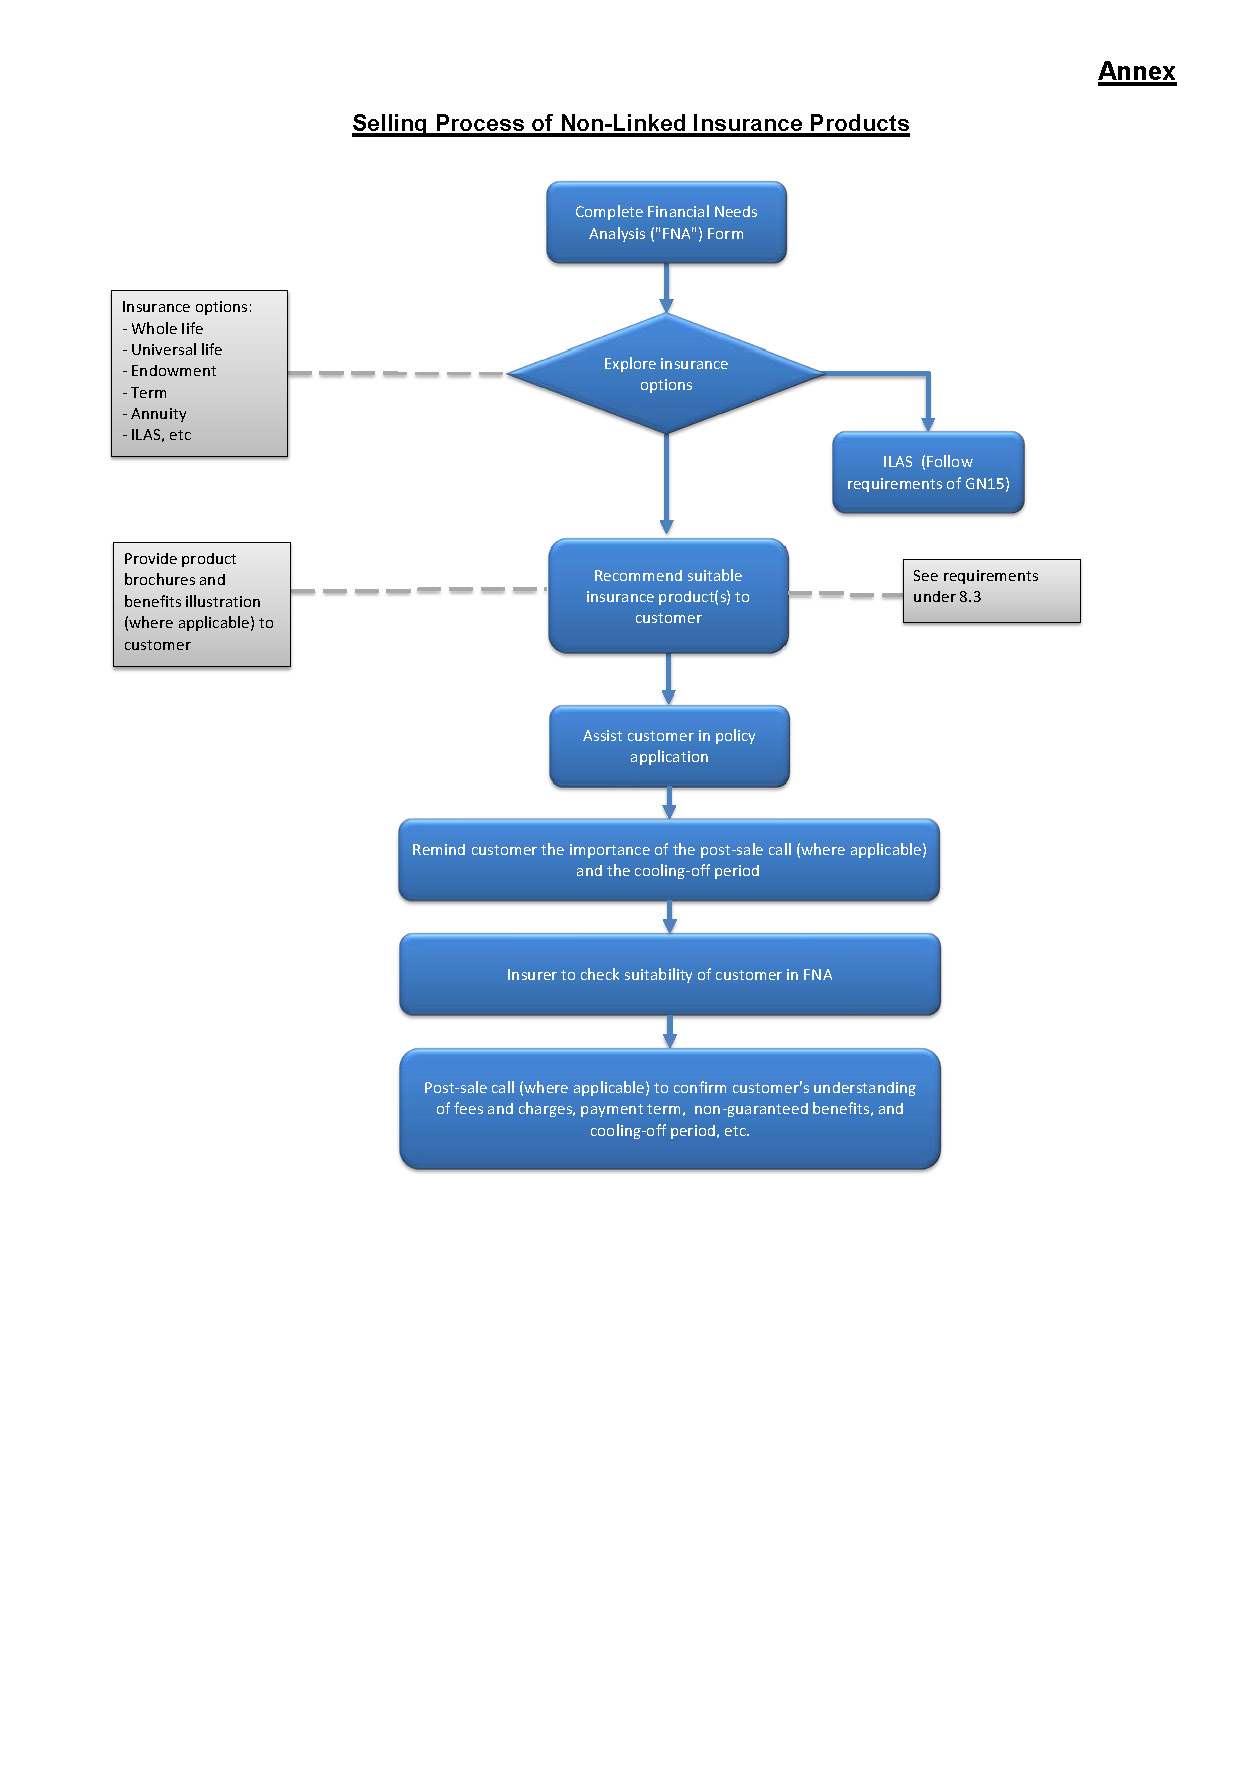 Annex
Selling Process of Non-Linked Insurance Products
Complete Financial Needs
Analysis ("FNA") Form
Insurance options:
- Whole life
- Universal life
- Endowment
- Term
- Annuity
- ILAS, etc
Explore insurance
options
ILAS  (Follow
requirements of GN15)
Provide product
brochures and
benefits illustration
(where applicable) to
customer
Recommend suitable
insurance product(s) to
customer
See requirements
under 8.3
Assist customer in policy
application
Remind customer the importance of the post-sale call (where applicable)
and the cooling-off period
Insurer to check suitability of customer in FNA
Post-sale call (where applicable) to confirm customer's understanding
of fees and charges, payment term,  non-guaranteed benefits, and
cooling-off period, etc.